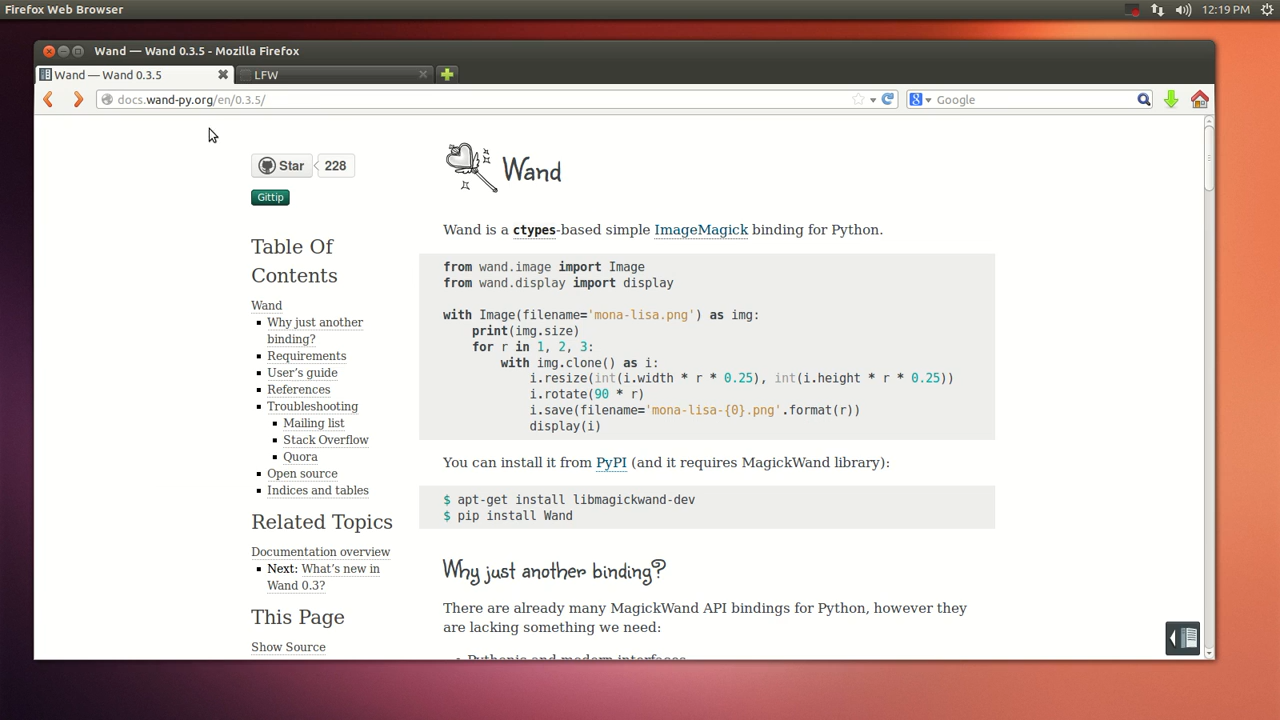 Firefox Web Browser
12:19 PM
Wand — Wand 0.3.5 - Mozilla Firefox
Wand — Wand 0.3.5
LFW
docs.wand-py.org/en/0.3.5/
Google
Star
228
Gittip
Table Of
Contents
Wand
Why just another
binding?
Requirements
User’s guide
References
Troubleshooting
Mailing list
Stack Overflow
Quora
Open source
Indices and tables
Related Topics
Documentation overview
Next: What’s new in
Wand 0.3?
This Page
Show Source
Wand
Wand is a ctypes-based simple ImageMagick binding for Python.
from wand.image import Image
from wand.display import display
with Image(filename='mona-lisa.png') as img:
    print(img.size)
    for r in 1, 2, 3:
        with img.clone() as i:
            i.resize(int(i.width * r * 0.25), int(i.height * r * 0.25))
            i.rotate(90 * r)
            i.save(filename='mona-lisa-{0}.png'.format(r))
            display(i)
You can install it from PyPI (and it requires MagickWand library):
$ apt-get install libmagickwand-dev
$ pip install Wand
Why just another binding?
There are already many MagickWand API bindings for Python, however they
are lacking something we need:
Pythonic and modern interfaces